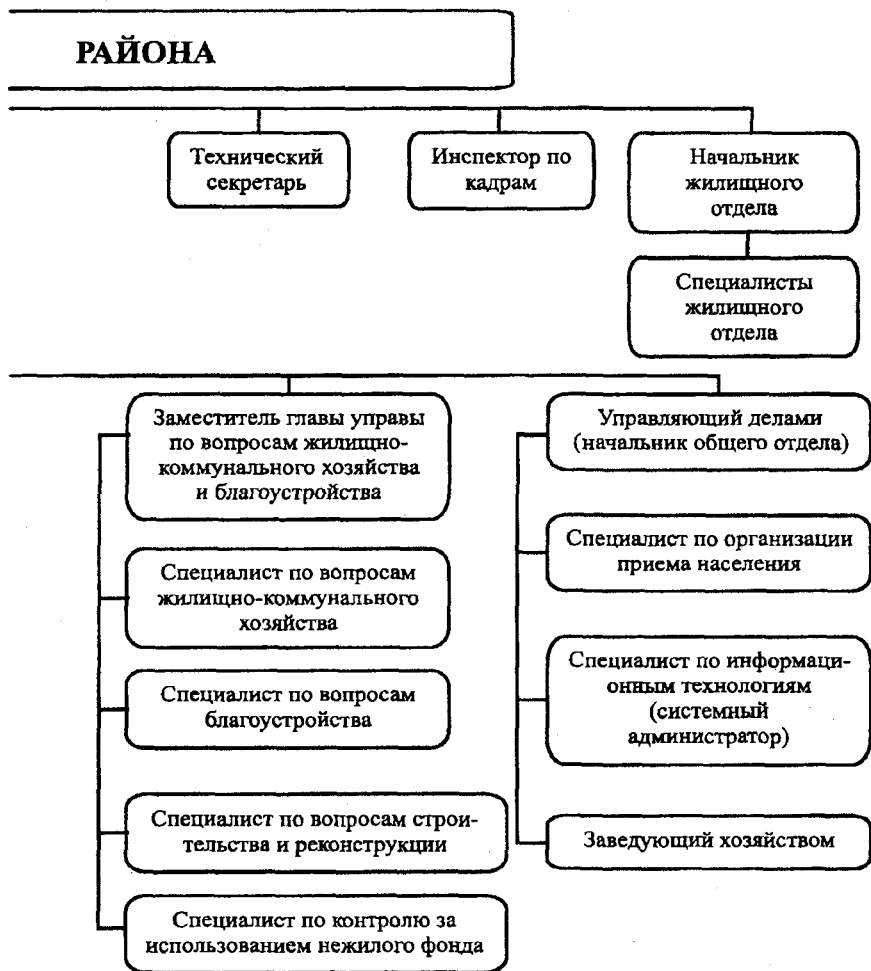 РАЙОНА
Технический
секретарь
Инспектор по
кадрам
Начальник
жилищного
отдела
Специалисты
жилищного
отдела
Заместитель главы управы
по вопросам жилищно-
коммунального хозяйства
и благоустройства
Специалист по вопросам
жилищно-коммунального
хозяйства
Специалист по вопросам
благоустройства
Специалист по вопросам строи-
тельства и реконструкции
Специалист по контролю за
использованием нежилого фонда
Управляющий делами
(начальник общего отдела)
Специалист по организации
приема населения
Специалист по информаци-
онным технологиям
(системный
администратор)
Заведующий хозяйством